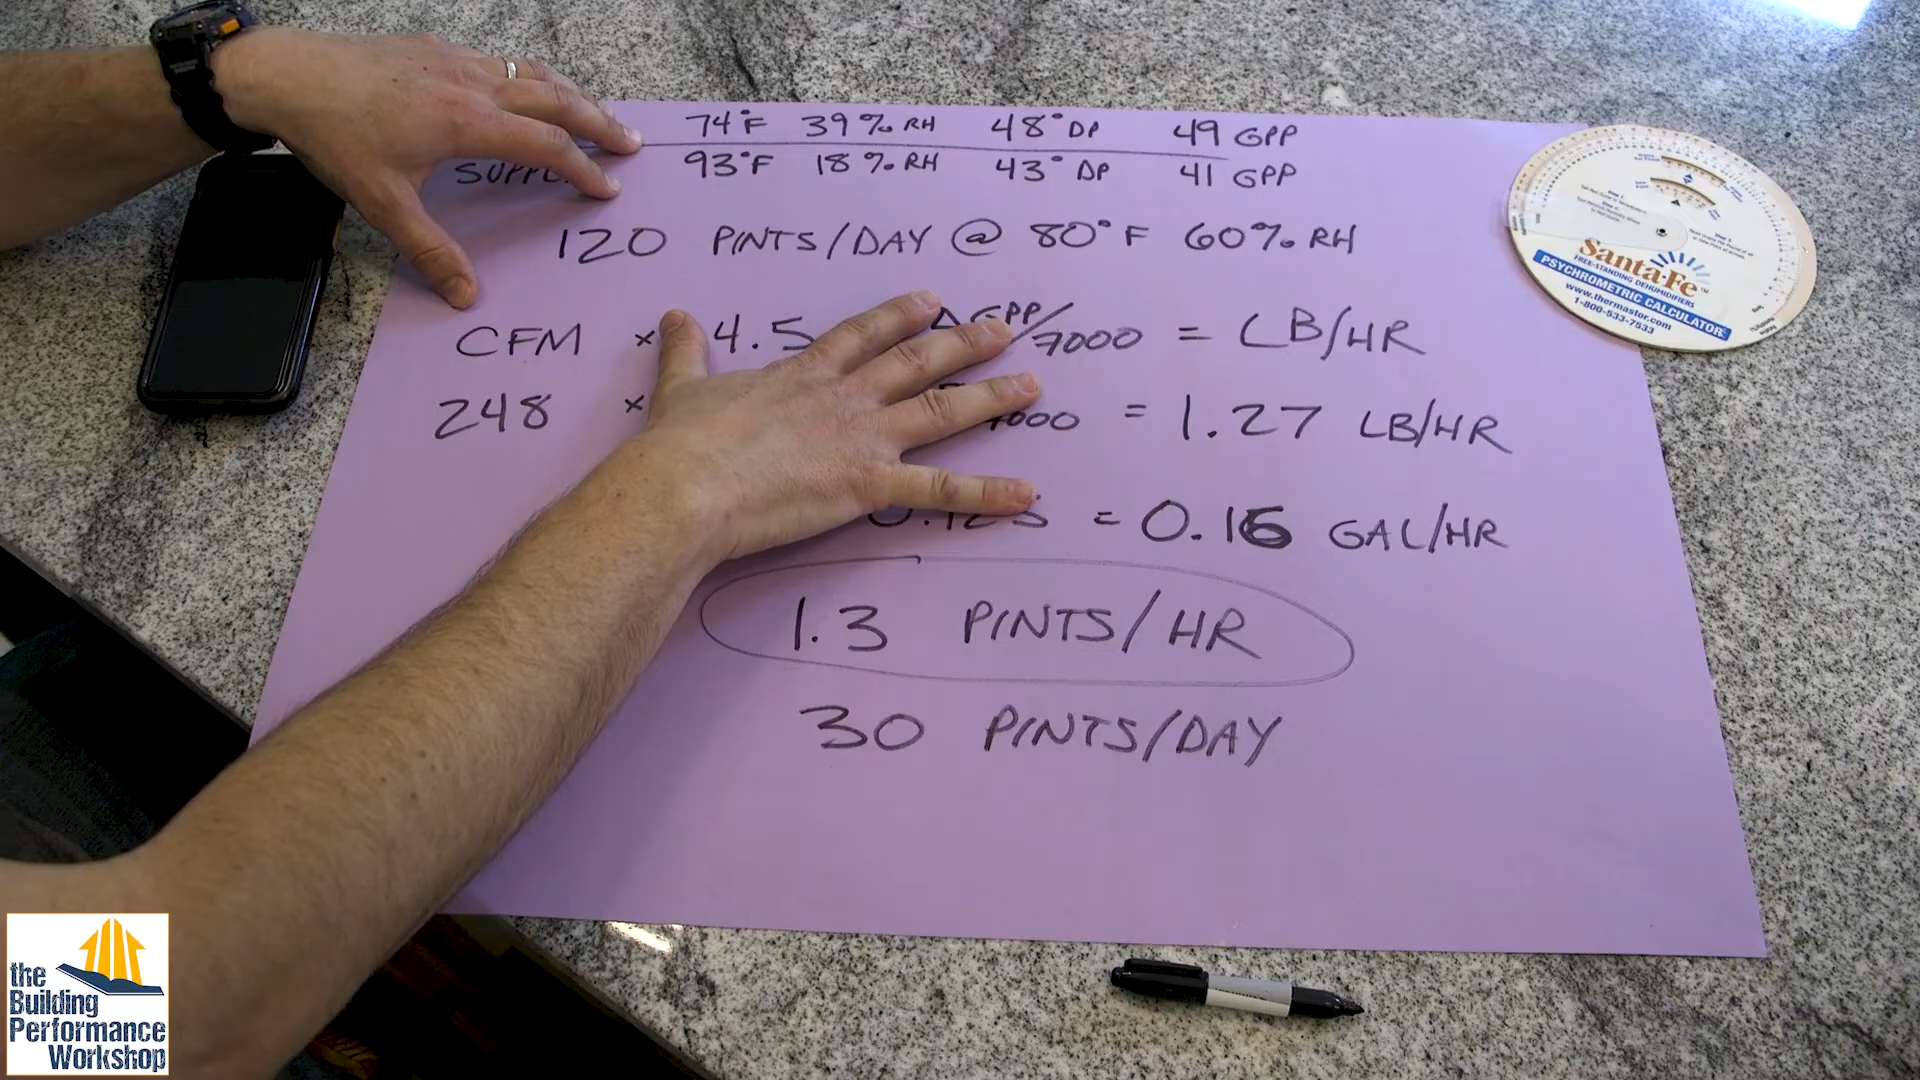 74°F 39% RH 48° DP 49 GPP
93°F 18% RH 43° DP 41 GPP
120 PINTS/DAY @ 80°F 60% RH
CFM × 4.5 GPP/7000 = LB/HR
248 × = 1.27 LB/HR
= 0.16 GAL/HR
1.3 PINTS/HR
30 PINTS/DAY
Santa-Fe™
FREE-STANDING DEHUMIDIFIERS
PSYCHROMETRIC CALCULATOR
www.thermastor.com
1-800-533-7533
the
Building
Performance
Workshop